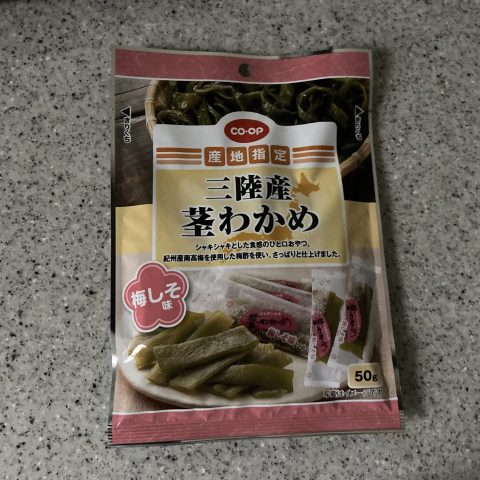 CO·OP
産地指定
三陸産
茎わかめ
シャキシャキとした食感のひと口おやつ。
紀州産南高梅を使用した梅酢を使い、さっぱりと仕上げました。
梅しそ
味
50g